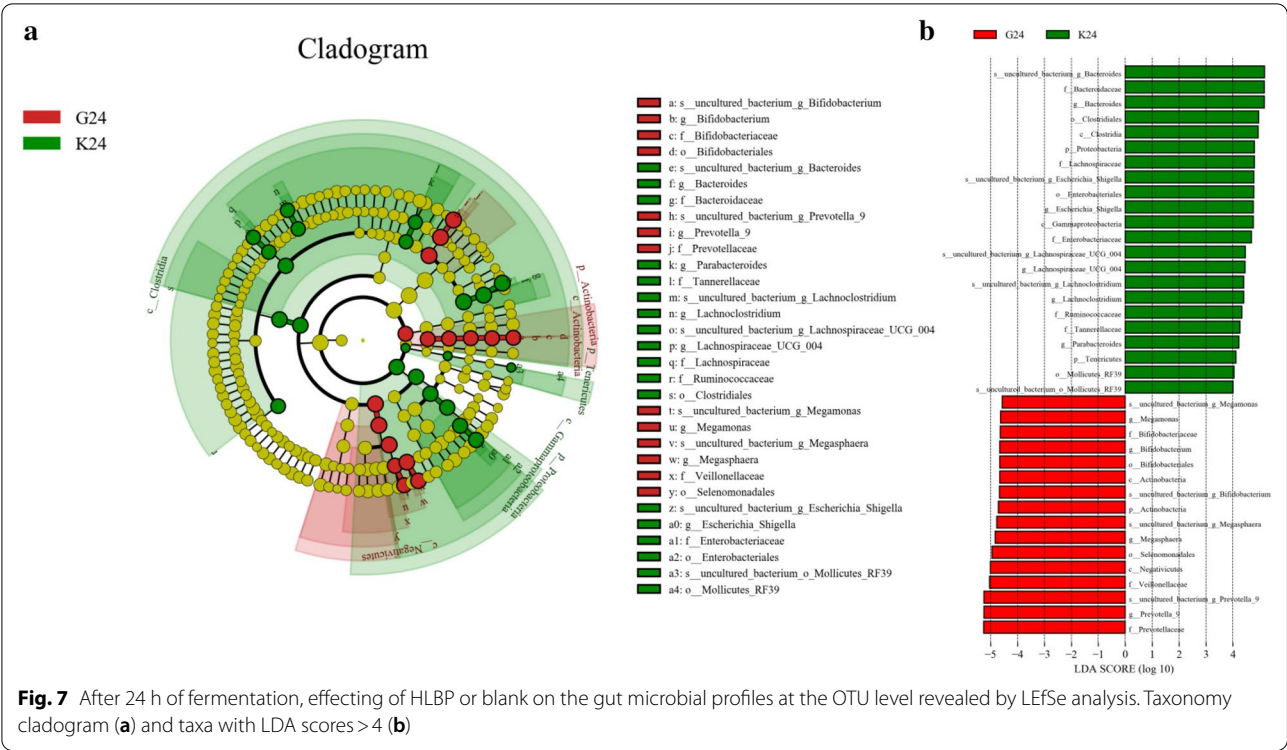 a
Cladogram
G24
K24
c__Clostridia
s
r
q
p
n
p__Actinobacteria
c__Actinobacteria
b
c
d
p__Tenericutes
a3
a4
c__Gammaproteobacteria
p__Proteobacteria
a0
a1
a2
c__Negativicutes
u
w
x
y
a: s__uncultured_bacterium_g_Bifidobacterium
b: g__Bifidobacterium
c: f__Bifidobacteriaceae
d: o__Bifidobacteriales
e: s__uncultured_bacterium_g_Bacteroides
f: g__Bacteroides
g: f__Bacteroidaceae
h: s__uncultured_bacterium_g_Prevotella_9
i: g__Prevotella_9
j: f__Prevotellaceae
k: g__Parabacteroides
l: f__Tannerellaceae
m: s__uncultured_bacterium_g_Lachnoclostridium
n: g__Lachnoclostridium
o: s__uncultured_bacterium_g_Lachnospiraceae_UCG_004
p: g__Lachnospiraceae_UCG_004
q: f__Lachnospiraceae
r: f__Ruminococcaceae
s: o__Clostridiales
t: s__uncultured_bacterium_g_Megamonas
u: g__Megamonas
v: s__uncultured_bacterium_g_Megasphaera
w: g__Megasphaera
x: f__Veillonellaceae
y: o__Selenomonadales
z: s__uncultured_bacterium_g_Escherichia_Shigella
a0: g__Escherichia_Shigella
a1: f__Enterobacteriaceae
a2: o__Enterobacteriales
a3: s__uncultured_bacterium_o_Mollicutes_RF39
a4: o__Mollicutes_RF39
b
G24 K24
s__uncultured_bacterium_g_Bacteroides
f__Bacteroidaceae
g__Bacteroides
o__Clostridiales
c__Clostridia
p__Proteobacteria
f__Lachnospiraceae
s__uncultured_bacterium_g_Escherichia_Shigella
o__Enterobacteriales
g__Escherichia_Shigella
c__Gammaproteobacteria
f__Enterobacteriaceae
s__uncultured_bacterium_g_Lachnospiraceae_UCG_004
g__Lachnospiraceae_UCG_004
s__uncultured_bacterium_g_Lachnoclostridium
g__Lachnoclostridium
f__Ruminococcaceae
f__Tannerellaceae
g__Parabacteroides
p__Tenericutes
o__Mollicutes_RF39
s__uncultured_bacterium_o_Mollicutes_RF39
s__uncultured_bacterium_g_Megamonas
g__Megamonas
f__Bifidobacteriaceae
g__Bifidobacterium
o__Bifidobacteriales
c__Actinobacteria
s__uncultured_bacterium_g_Bifidobacterium
p__Actinobacteria
s__uncultured_bacterium_g_Megasphaera
g__Megasphaera
o__Selenomonadales
c__Negativicutes
f__Veillonellaceae
s__uncultured_bacterium_g_Prevotella_9
g__Prevotella_9
f__Prevotellaceae
−5 −4 −3 −2 −1 0 1 2 3 4
LDA SCORE (log 10)
Fig. 7 After 24 h of fermentation, effecting of HLBP or blank on the gut microbial profiles at the OTU level revealed by LEfSe analysis. Taxonomy
cladogram (a) and taxa with LDA scores > 4 (b)